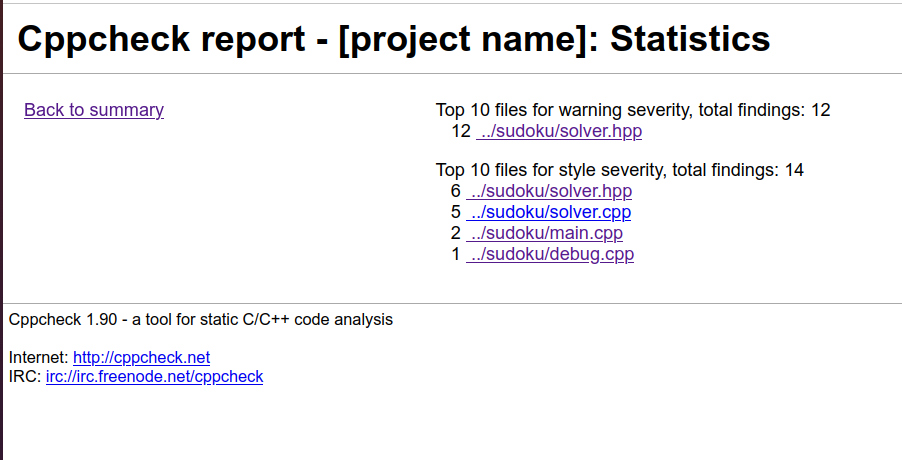 Cppcheck report - [project name]: Statistics
Back to summary
Top 10 files for warning severity, total findings: 12
12 ../sudoku/solver.hpp
Top 10 files for style severity, total findings: 14
6 ../sudoku/solver.hpp
5 ../sudoku/solver.cpp
2 ../sudoku/main.cpp
1 ../sudoku/debug.cpp
Cppcheck 1.90 - a tool for static C/C++ code analysis
Internet: http://cppcheck.net
IRC: irc://irc.freenode.net/cppcheck